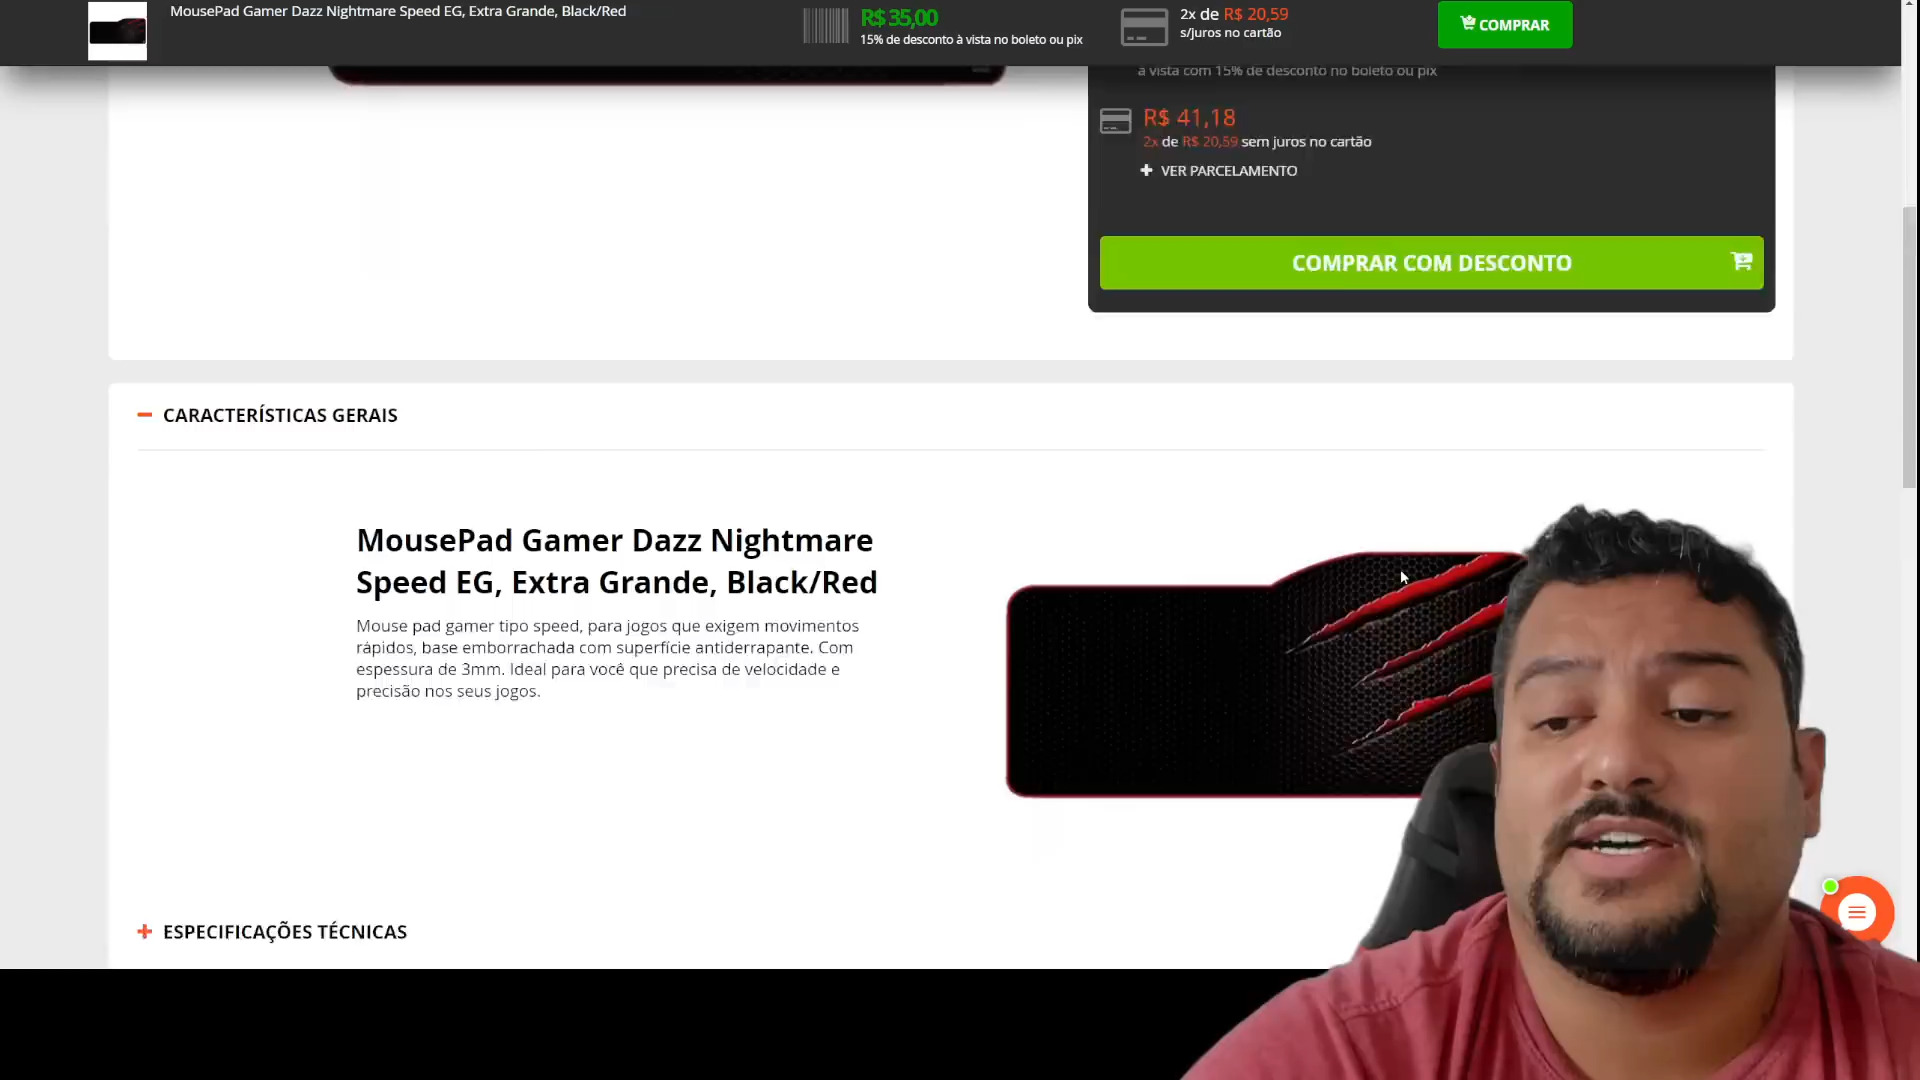 MousePad Gamer Dazz Nightmare Speed EG, Extra Grande, Black/Red
R$ 35,00
15% de desconto à vista no boleto ou pix
2x de R$ 20,59
s/juros no cartão
COMPRAR
à vista com 15% de desconto no boleto ou pix
R$ 41,18
2x de R$ 20,59 sem juros no cartão
+ VER PARCELAMENTO
COMPRAR COM DESCONTO
CARACTERÍSTICAS GERAIS
MousePad Gamer Dazz Nightmare
Speed EG, Extra Grande, Black/Red
Mouse pad gamer tipo speed, para jogos que exigem movimentos
rápidos, base emborrachada com superfície antiderrapante. Com
espessura de 3mm. Ideal para você que precisa de velocidade e
precisão nos seus jogos.
+ ESPECIFICAÇÕES TÉCNICAS